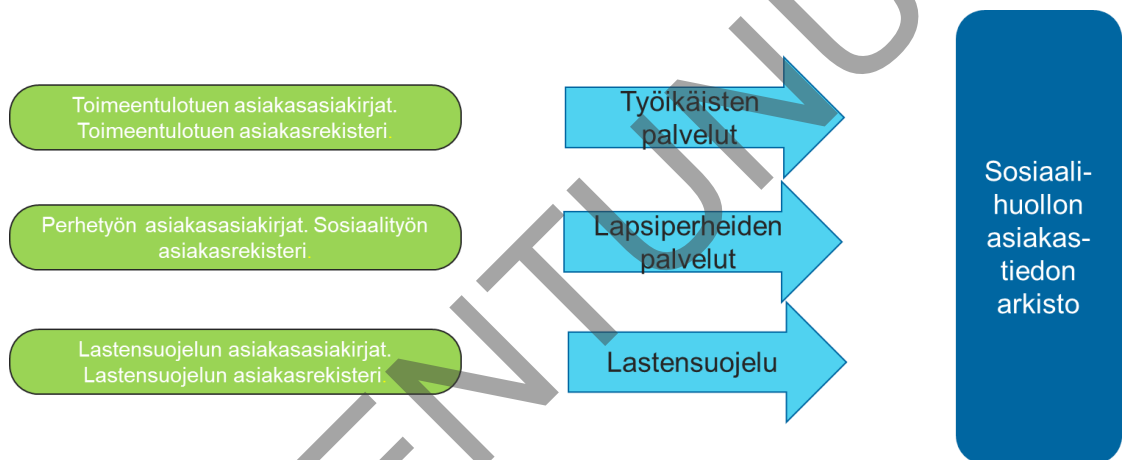 Toimeentulotuen asiakasasiakirjat.
Toimeentulotuen asiakasrekisteri.
Työikäisten
palvelut
Perhetyön asiakasasiakirjat. Sosiaalityön
asiakasrekisteri.
Lapsiperheiden
palvelut
Lastensuojelun asiakasasiakirjat.
Lastensuojelun asiakasrekisteri.
Lastensuojelu
Sosiaali-
huollon
asiakas-
tiedon
arkisto
ENTUNU